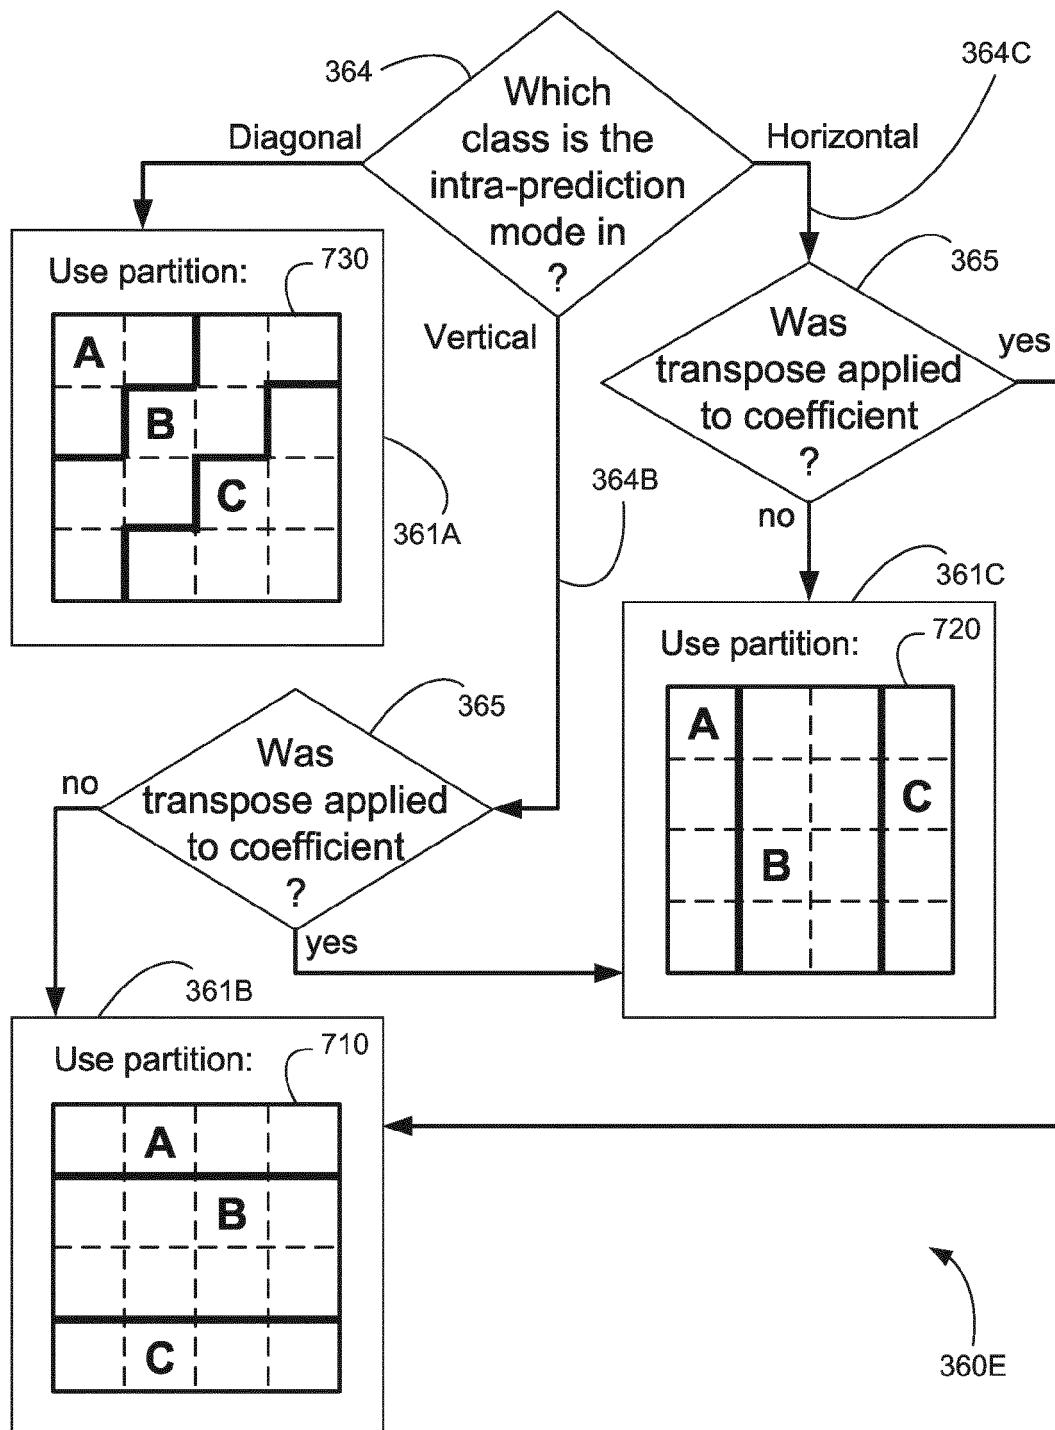 364
364C
Which
class is the
intra-prediction
mode in
?
Diagonal
Horizontal
Vertical
Use partition:
730
A
B
C
361A
365
Was
transpose applied
to coefficient
?
yes
no
364B
361C
Use partition:
720
A
C
B
365
Was
transpose applied
to coefficient
?
no
yes
361B
Use partition:
710
A
B
C
360E